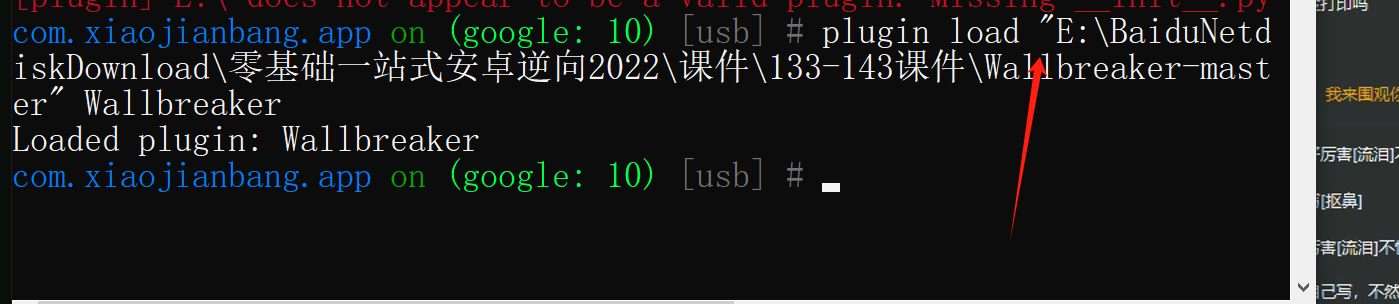 [plugin] E:\ does not appear to be a valid plugin. Missing __init__.py
com.xiaojianbang.app on (google: 10) [usb] # plugin load "E:\BaiduNetd
iskDownload\零基础一站式安卓逆向2022\课件\133-143课件\Wallbreaker-mast
er" Wallbreaker
Loaded plugin: Wallbreaker
com.xiaojianbang.app on (google: 10) [usb] #
打印吗
我来围观
厉害[流泪]不
[抠鼻]
害[流泪]不
己写，不然